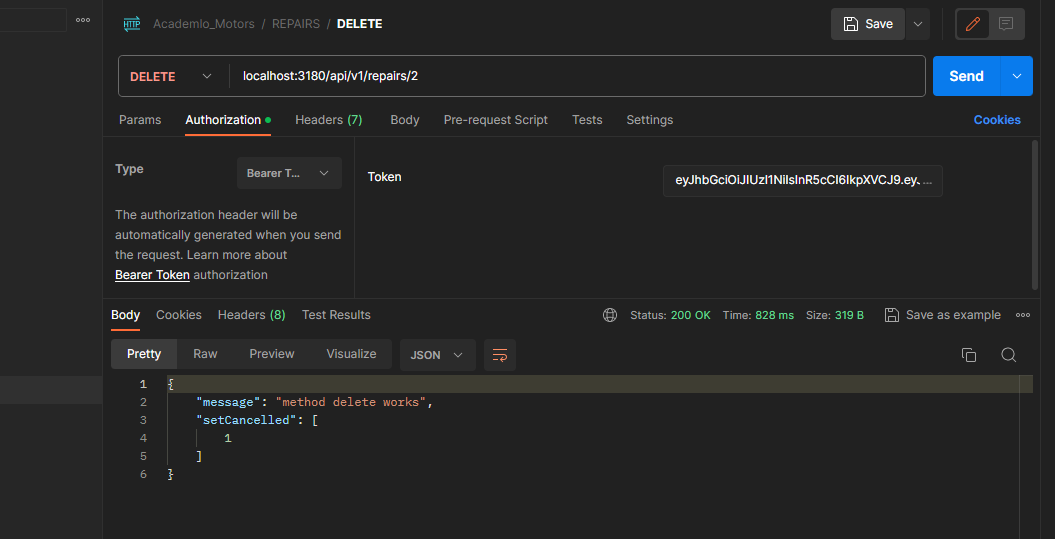 HTTP Academlo_Motors / REPAIRS / DELETE
Save
DELETE
localhost:3180/api/v1/repairs/2
Send
Params Authorization Headers (7) Body Pre-request Script Tests Settings Cookies
Type
Bearer T...
Token
eyJhbGciOiJIUzI1NiIsInR5cCI6IkpXVCJ9.eyJ...
The authorization header will be
automatically generated when you send
the request. Learn more about
Bearer Token authorization
Body Cookies Headers (8) Test Results
Status: 200 OK Time: 828 ms Size: 319 B Save as example
Pretty Raw Preview Visualize JSON
1 {
2 "message": "method delete works",
3 "setCancelled": [
4 1
5 ]
6 }